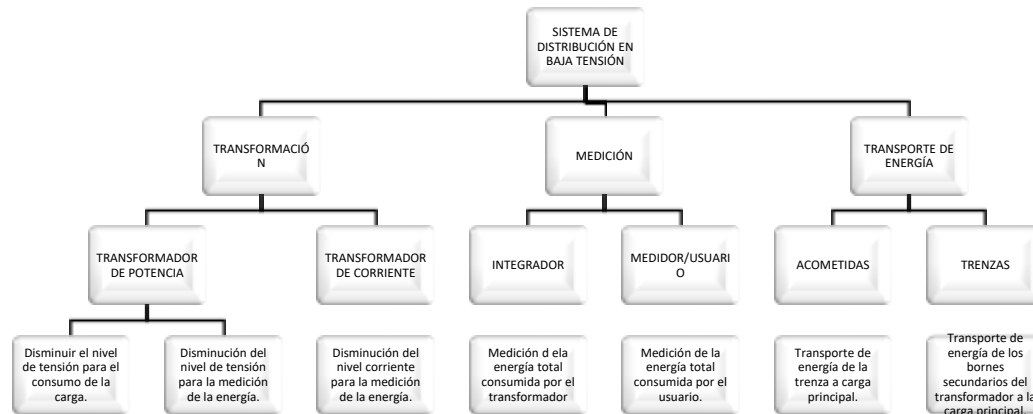 SISTEMA DE
DISTRIBUCIÓN EN
BAJA TENSIÓN
TRANSFORMACIÓ
N
MEDICIÓN
TRANSPORTE DE
ENERGÍA
TRANSFORMADOR
DE POTENCIA
TRANSFORMADOR
DE CORRIENTE
INTEGRADOR
MEDIDOR/USUARI
O
ACOMETIDAS
TRENZAS
Disminuir el nivel
de tensión para el
consumo de la
carga.
Disminución del
nivel de tensión
para la medición
de la energía.
Disminución del
nivel corriente
para la medición
de la energía.
Medición d ela
energía total
consumida por el
transformador
Medición de la
energía total
consumida por el
usuario.
Transporte de
energía de la
trenza a carga
principal.
Transporte de
energía de los
bornes
secundarios del
transformador a la
carga principal